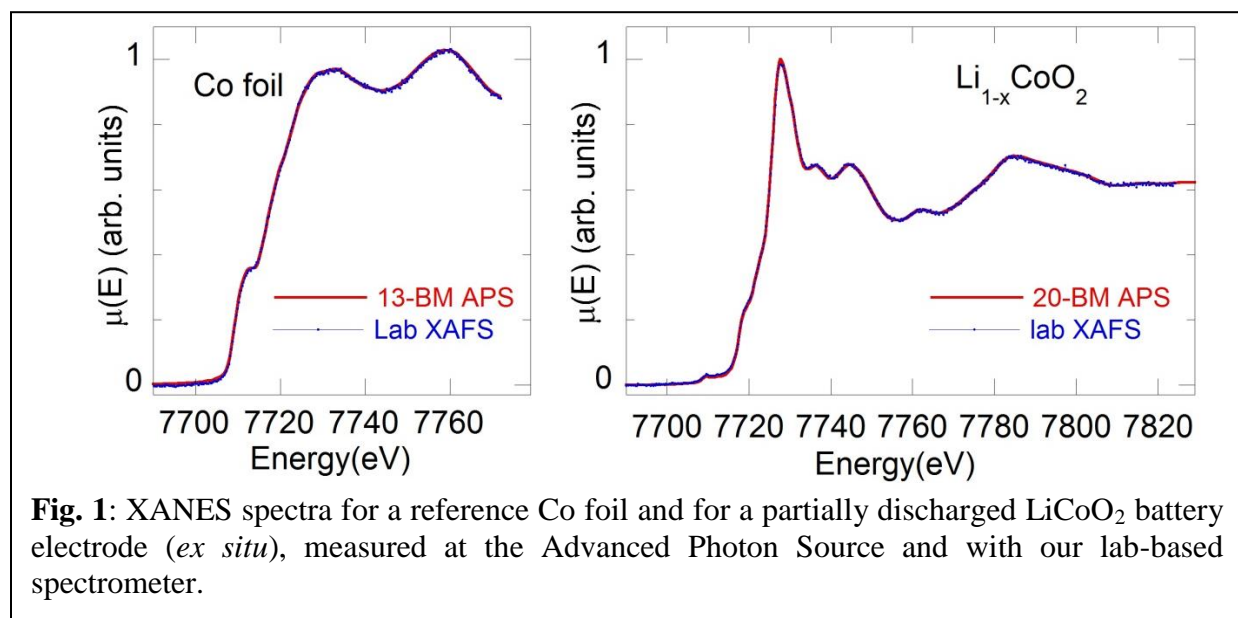 1
Co foil
μ(E) (arb. units)
13-BM APS
Lab XAFS
0
7700 7720 7740 7760
Energy(eV)
1
Li1-xCoO2
μ(E) (arb. units)
20-BM APS
lab XAFS
0
7700 7720 7740 7760 7780 7800 7820
Energy(eV)
Fig. 1: XANES spectra for a reference Co foil and for a partially discharged LiCoO2 battery
electrode (ex situ), measured at the Advanced Photon Source and with our lab-based
spectrometer.